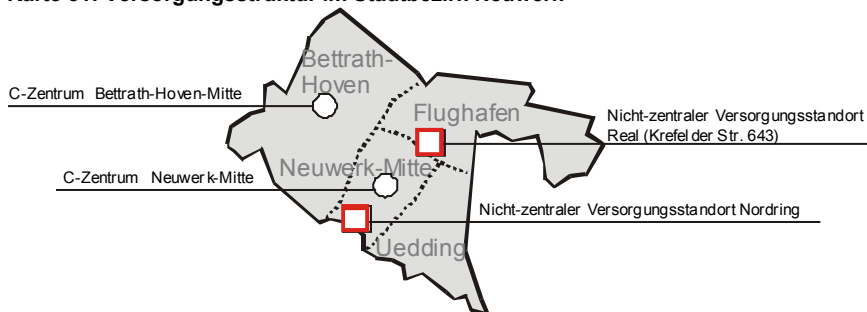 Bettrath-
Hoven
C-Zentrum Bettrath-Hoven-Mitte
Flughafen
Nicht-zentraler Versorgungsstandort
Real (Krefelder Str. 643)
Neuwerk-Mitte
C-Zentrum Neuwerk-Mitte
Nicht-zentraler Versorgungsstandort Nordring
Uedding